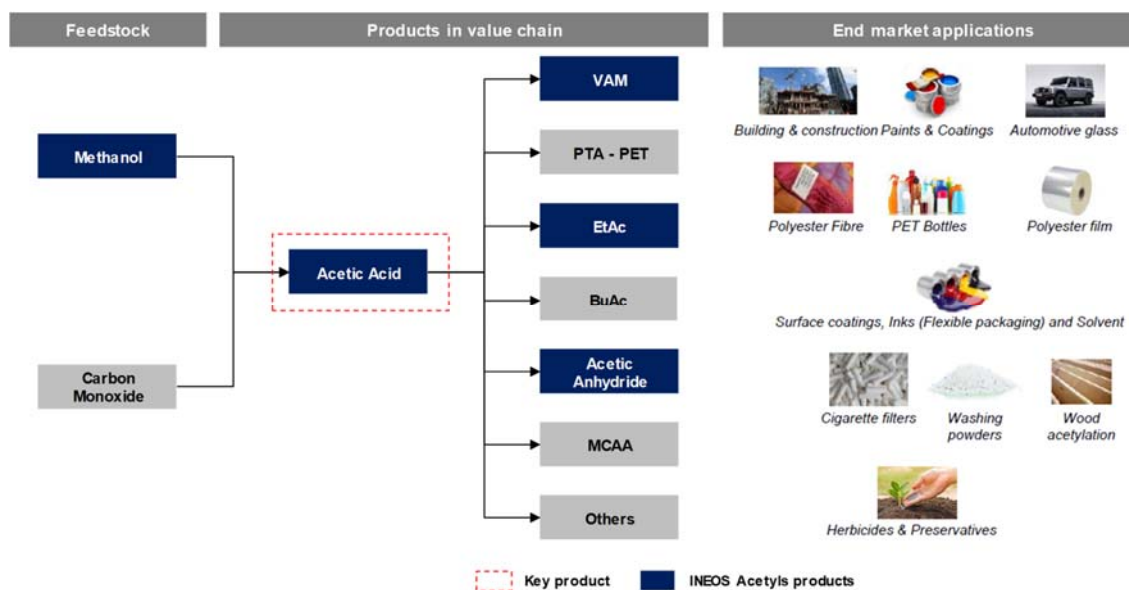 Feedstock
Products in value chain
End market applications
Methanol
Carbon
Monoxide
Acetic Acid
VAM
PTA - PET
EtAc
BuAc
Acetic
Anhydride
MCAA
Others
Building & construction
Paints & Coatings
Automotive glass
Polyester Fibre
PET Bottles
Polyester film
Surface coatings, Inks (Flexible packaging) and Solvent
Cigarette filters
Washing
powders
Wood
acetylation
Herbicides & Preservatives
Key product
INEOS Acetyls products